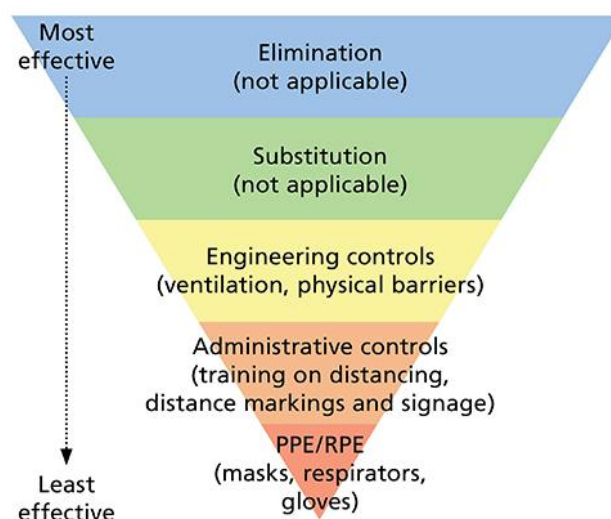 Most
effective
Elimination
(not applicable)
Substitution
(not applicable)
Engineering controls
(ventilation, physical barriers)
Administrative controls
(training on distancing,
distance markings and signage)
PPE/RPE
(masks, respirators,
gloves)
Least
effective